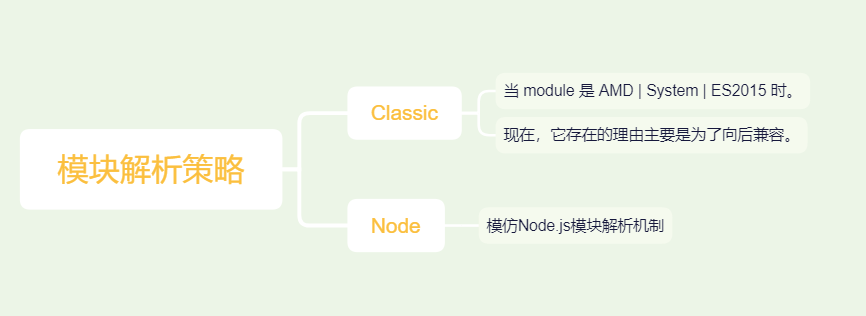 模块解析策略
Classic
当 module 是 AMD | System | ES2015 时。
现在，它存在的理由主要是为了向后兼容。
Node
模仿Node.js模块解析机制